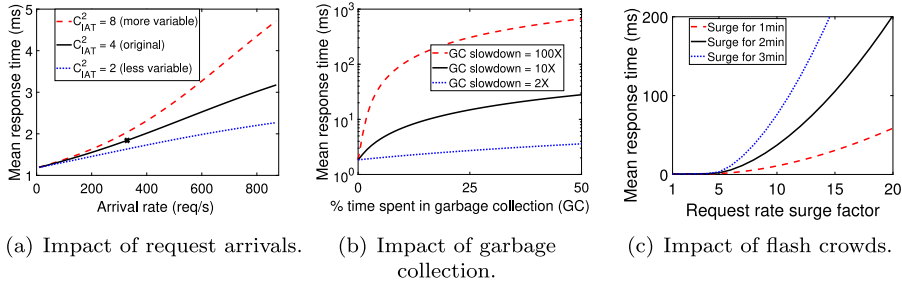 Mean response time (ms)
5
4
3
2
1
C²_IAT = 8 (more variable)
C²_IAT = 4 (original)
C²_IAT = 2 (less variable)
0
200
400
600
800
Arrival rate (req/s)
(a) Impact of request arrivals.
Mean response time (ms)
10³
10²
10¹
10⁰
GC slowdown = 100X
GC slowdown = 10X
GC slowdown = 2X
0
25
50
% time spent in garbage collection (GC)
(b) Impact of garbage
collection.
Mean response time (ms)
200
100
0
Surge for 1min
Surge for 2min
Surge for 3min
1
5
10
15
20
Request rate surge factor
(c) Impact of flash crowds.